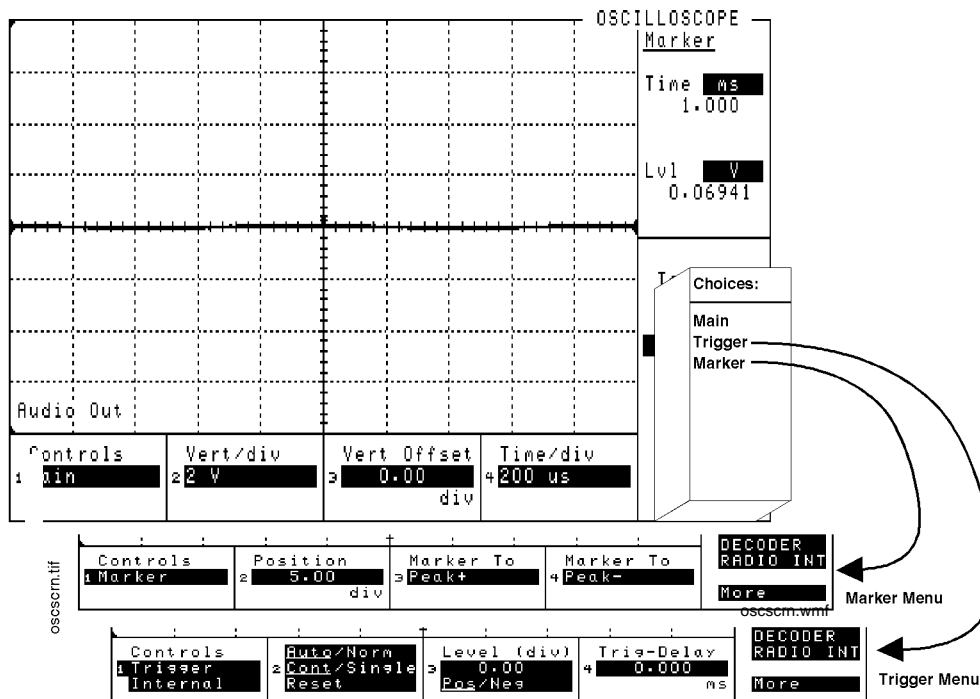 OSCILLOSCOPE
Marker
Time ms
1.000
Lvl V
0.06941
Choices:
Main
Trigger
Marker
Audio Out
Controls
1 ain
Vert/div
2 2 V
Vert Offset
3 0.00
div
Time/div
4 200 us
oscscrn.tif
Controls
1 Marker
Position
2 5.00
div
Marker To
3 Peak+
Marker To
4 Peak-
DECODER
RADIO INT
More
oscscrn.wmf
Marker Menu
Controls
1 Trigger
Internal
Auto/Norm
2 Cont/Single
Reset
Level (div)
3 0.00
Pos/Neg
Trig-Delay
4 0.000
ms
DECODER
RADIO INT
More
Trigger Menu